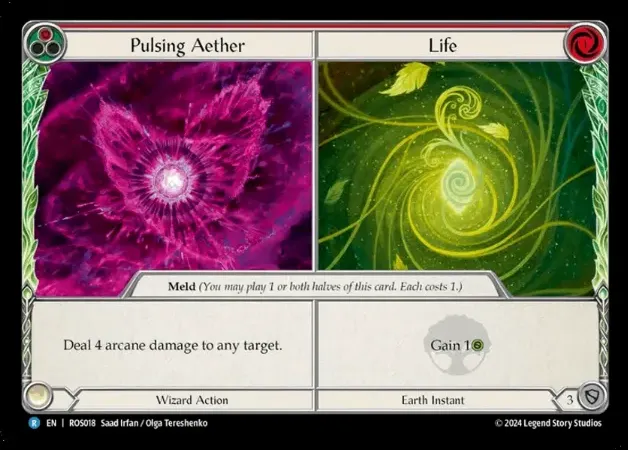 Pulsing Aether
Life
1
Meld (You may play 1 or both halves of this card. Each costs 1.)
Deal 4 arcane damage to any target.
Gain 1
Wizard Action
Earth Instant
3
R EN | ROS018 Saad Irfan / Olga Tereshenko
© 2024 Legend Story Studios